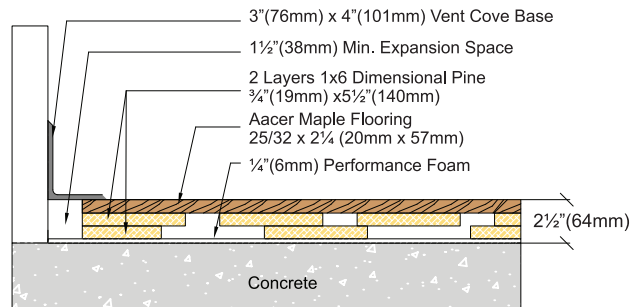 3”(76mm) x 4”(101mm) Vent Cove Base
1½”(38mm) Min. Expansion Space
2 Layers 1x6 Dimensional Pine
¾”(19mm) x5½”(140mm)
Aacer Maple Flooring
25/32 x 2¼ (20mm x 57mm)
¼”(6mm) Performance Foam
2½”(64mm)
Concrete